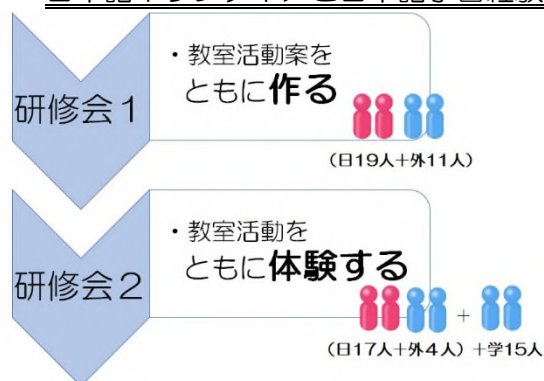 研修会1
・教室活動案を
ともに作る
（日19人＋外11人）
研修会2
・教室活動を
ともに体験する
+
（日17人＋外4人）＋学15人